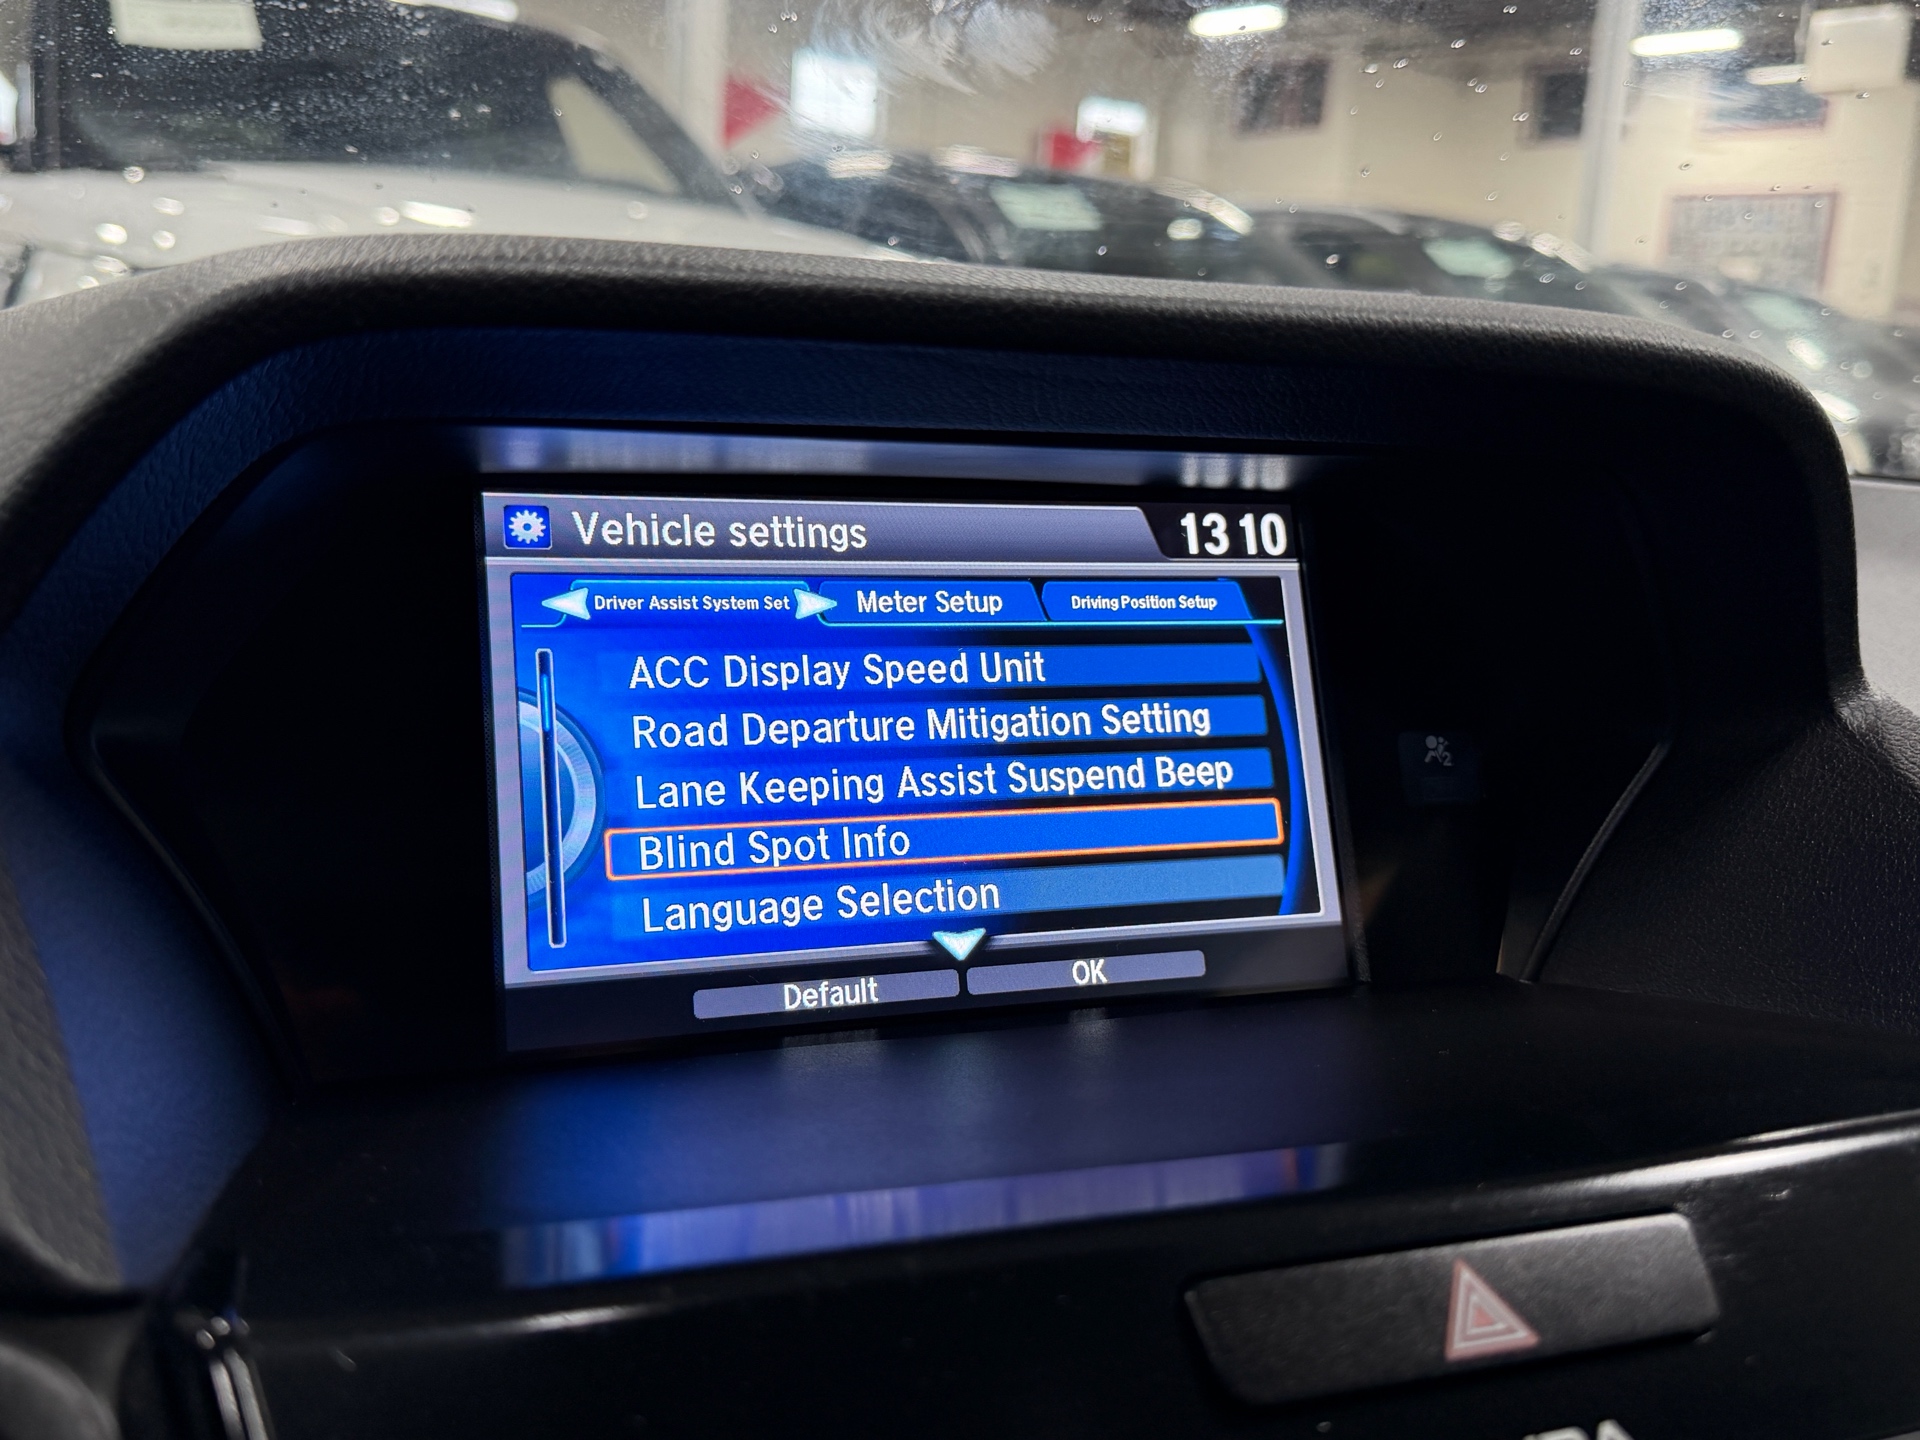 Vehicle settings
13 10
Driver Assist System Set
Meter Setup
Driving Position Setup
ACC Display Speed Unit
Road Departure Mitigation Setting
Lane Keeping Assist Suspend Beep
Blind Spot Info
Language Selection
Default
OK
2